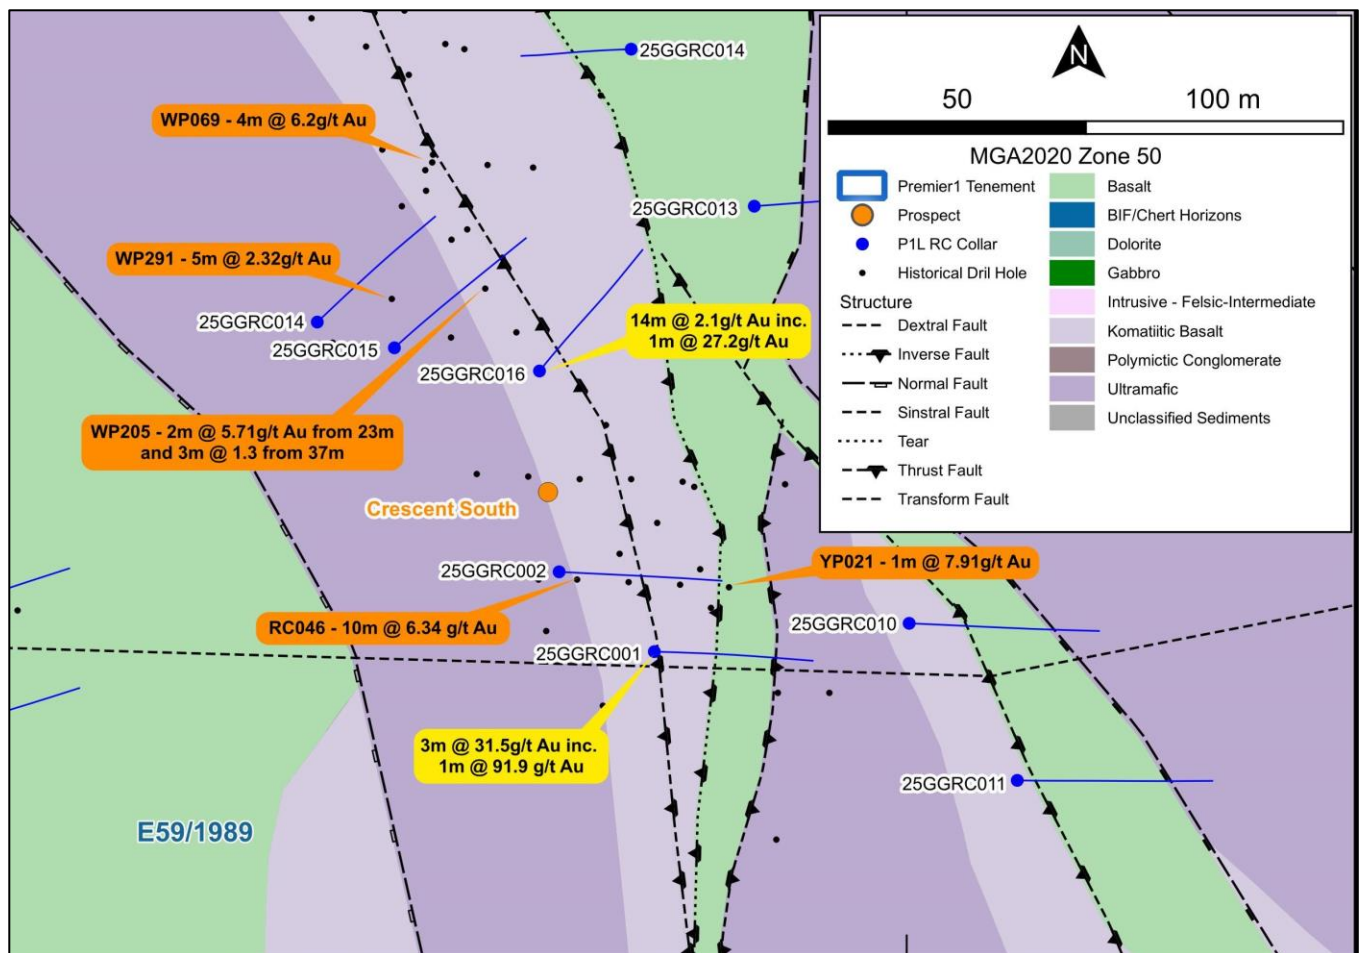 25GGRC014
WP069 - 4m @ 6.2g/t Au
25GGRC013
WP291 - 5m @ 2.32g/t Au
25GGRC014
25GGRC015
14m @ 2.1g/t Au inc.
1m @ 27.2g/t Au
25GGRC016
WP205 - 2m @ 5.71g/t Au from 23m
and 3m @ 1.3 from 37m
Crescent South
25GGRC002
YP021 - 1m @ 7.91g/t Au
RC046 - 10m @ 6.34 g/t Au
25GGRC010
25GGRC001
3m @ 31.5g/t Au inc.
1m @ 91.9 g/t Au
25GGRC011
E59/1989
N
50 100 m
MGA2020 Zone 50
Premier1 Tenement
Prospect
P1L RC Collar
Historical Dril Hole
Structure
Dextral Fault
Inverse Fault
Normal Fault
Sinstral Fault
Tear
Thrust Fault
Transform Fault
Basalt
BIF/Chert Horizons
Dolorite
Gabbro
Intrusive - Felsic-Intermediate
Komatiitic Basalt
Polymictic Conglomerate
Ultramafic
Unclassified Sediments